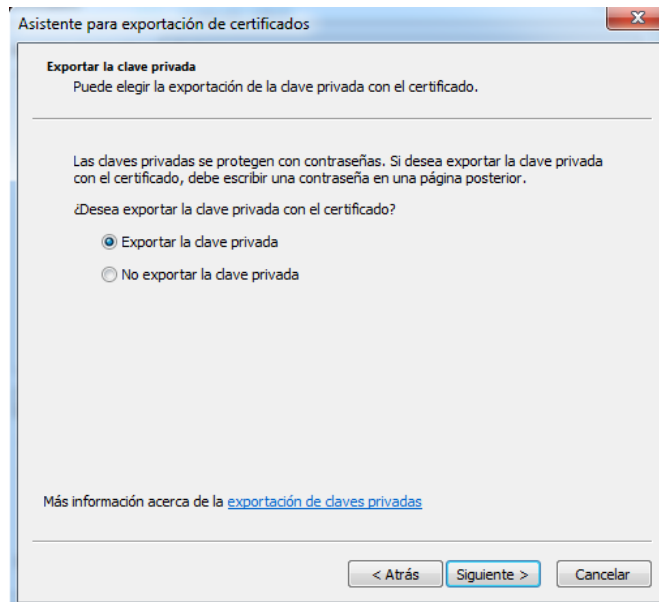 Asistente para exportación de certificados
Exportar la clave privada
Puede elegir la exportación de la clave privada con el certificado.
Las claves privadas se protegen con contraseñas. Si desea exportar la clave privada
con el certificado, debe escribir una contraseña en una página posterior.
¿Desea exportar la clave privada con el certificado?
Exportar la clave privada
No exportar la clave privada
Más información acerca de la exportación de claves privadas
< Atrás Siguiente > Cancelar